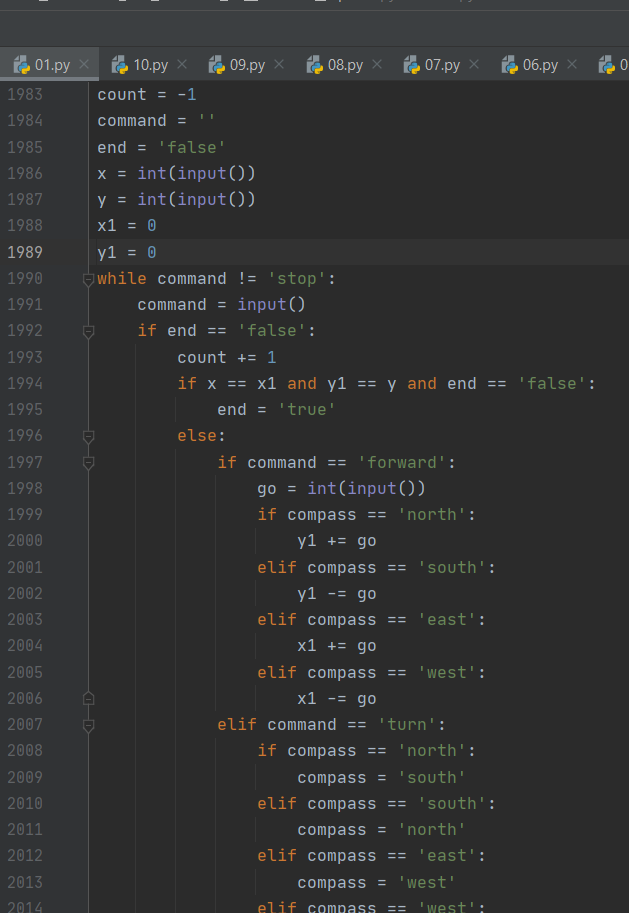 01.py 10.py 09.py 08.py 07.py 06.py 0
1983 count = -1
1984 command = ''
1985 end = 'false'
1986 x = int(input())
1987 y = int(input())
1988 x1 = 0
1989 y1 = 0
1990 while command != 'stop':
1991 command = input()
1992 if end == 'false':
1993 count += 1
1994 if x == x1 and y1 == y and end == 'false':
1995 end = 'true'
1996 else:
1997 if command == 'forward':
1998 go = int(input())
1999 if compass == 'north':
2000 y1 += go
2001 elif compass == 'south':
2002 y1 -= go
2003 elif compass == 'east':
2004 x1 += go
2005 elif compass == 'west':
2006 x1 -= go
2007 elif command == 'turn':
2008 if compass == 'north':
2009 compass = 'south'
2010 elif compass == 'south':
2011 compass = 'north'
2012 elif compass == 'east':
2013 compass = 'west'
2014 elif compass == 'west':